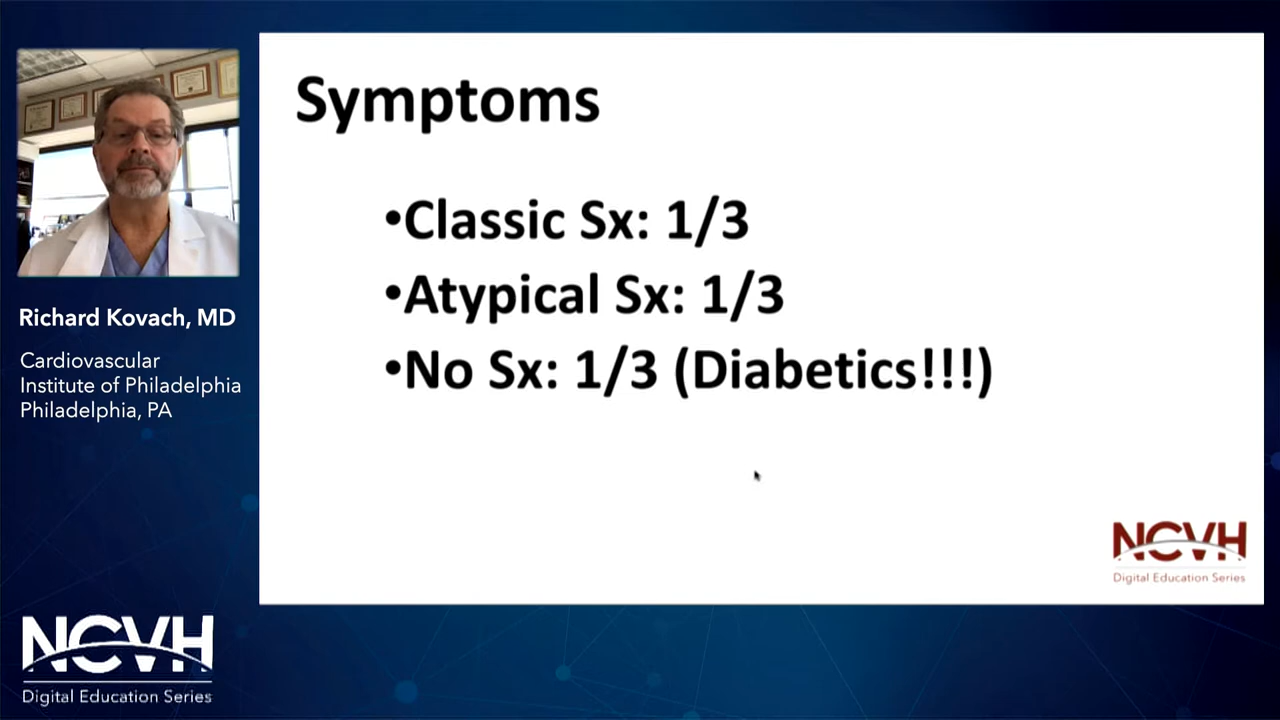 Symptoms
•Classic Sx: 1/3
•Atypical Sx: 1/3
•No Sx: 1/3 (Diabetics!!!)
NCVH
Digital Education Series
Richard Kovach, MD
Cardiovascular
Institute of Philadelphia
Philadelphia, PA
NCVH
Digital Education Series